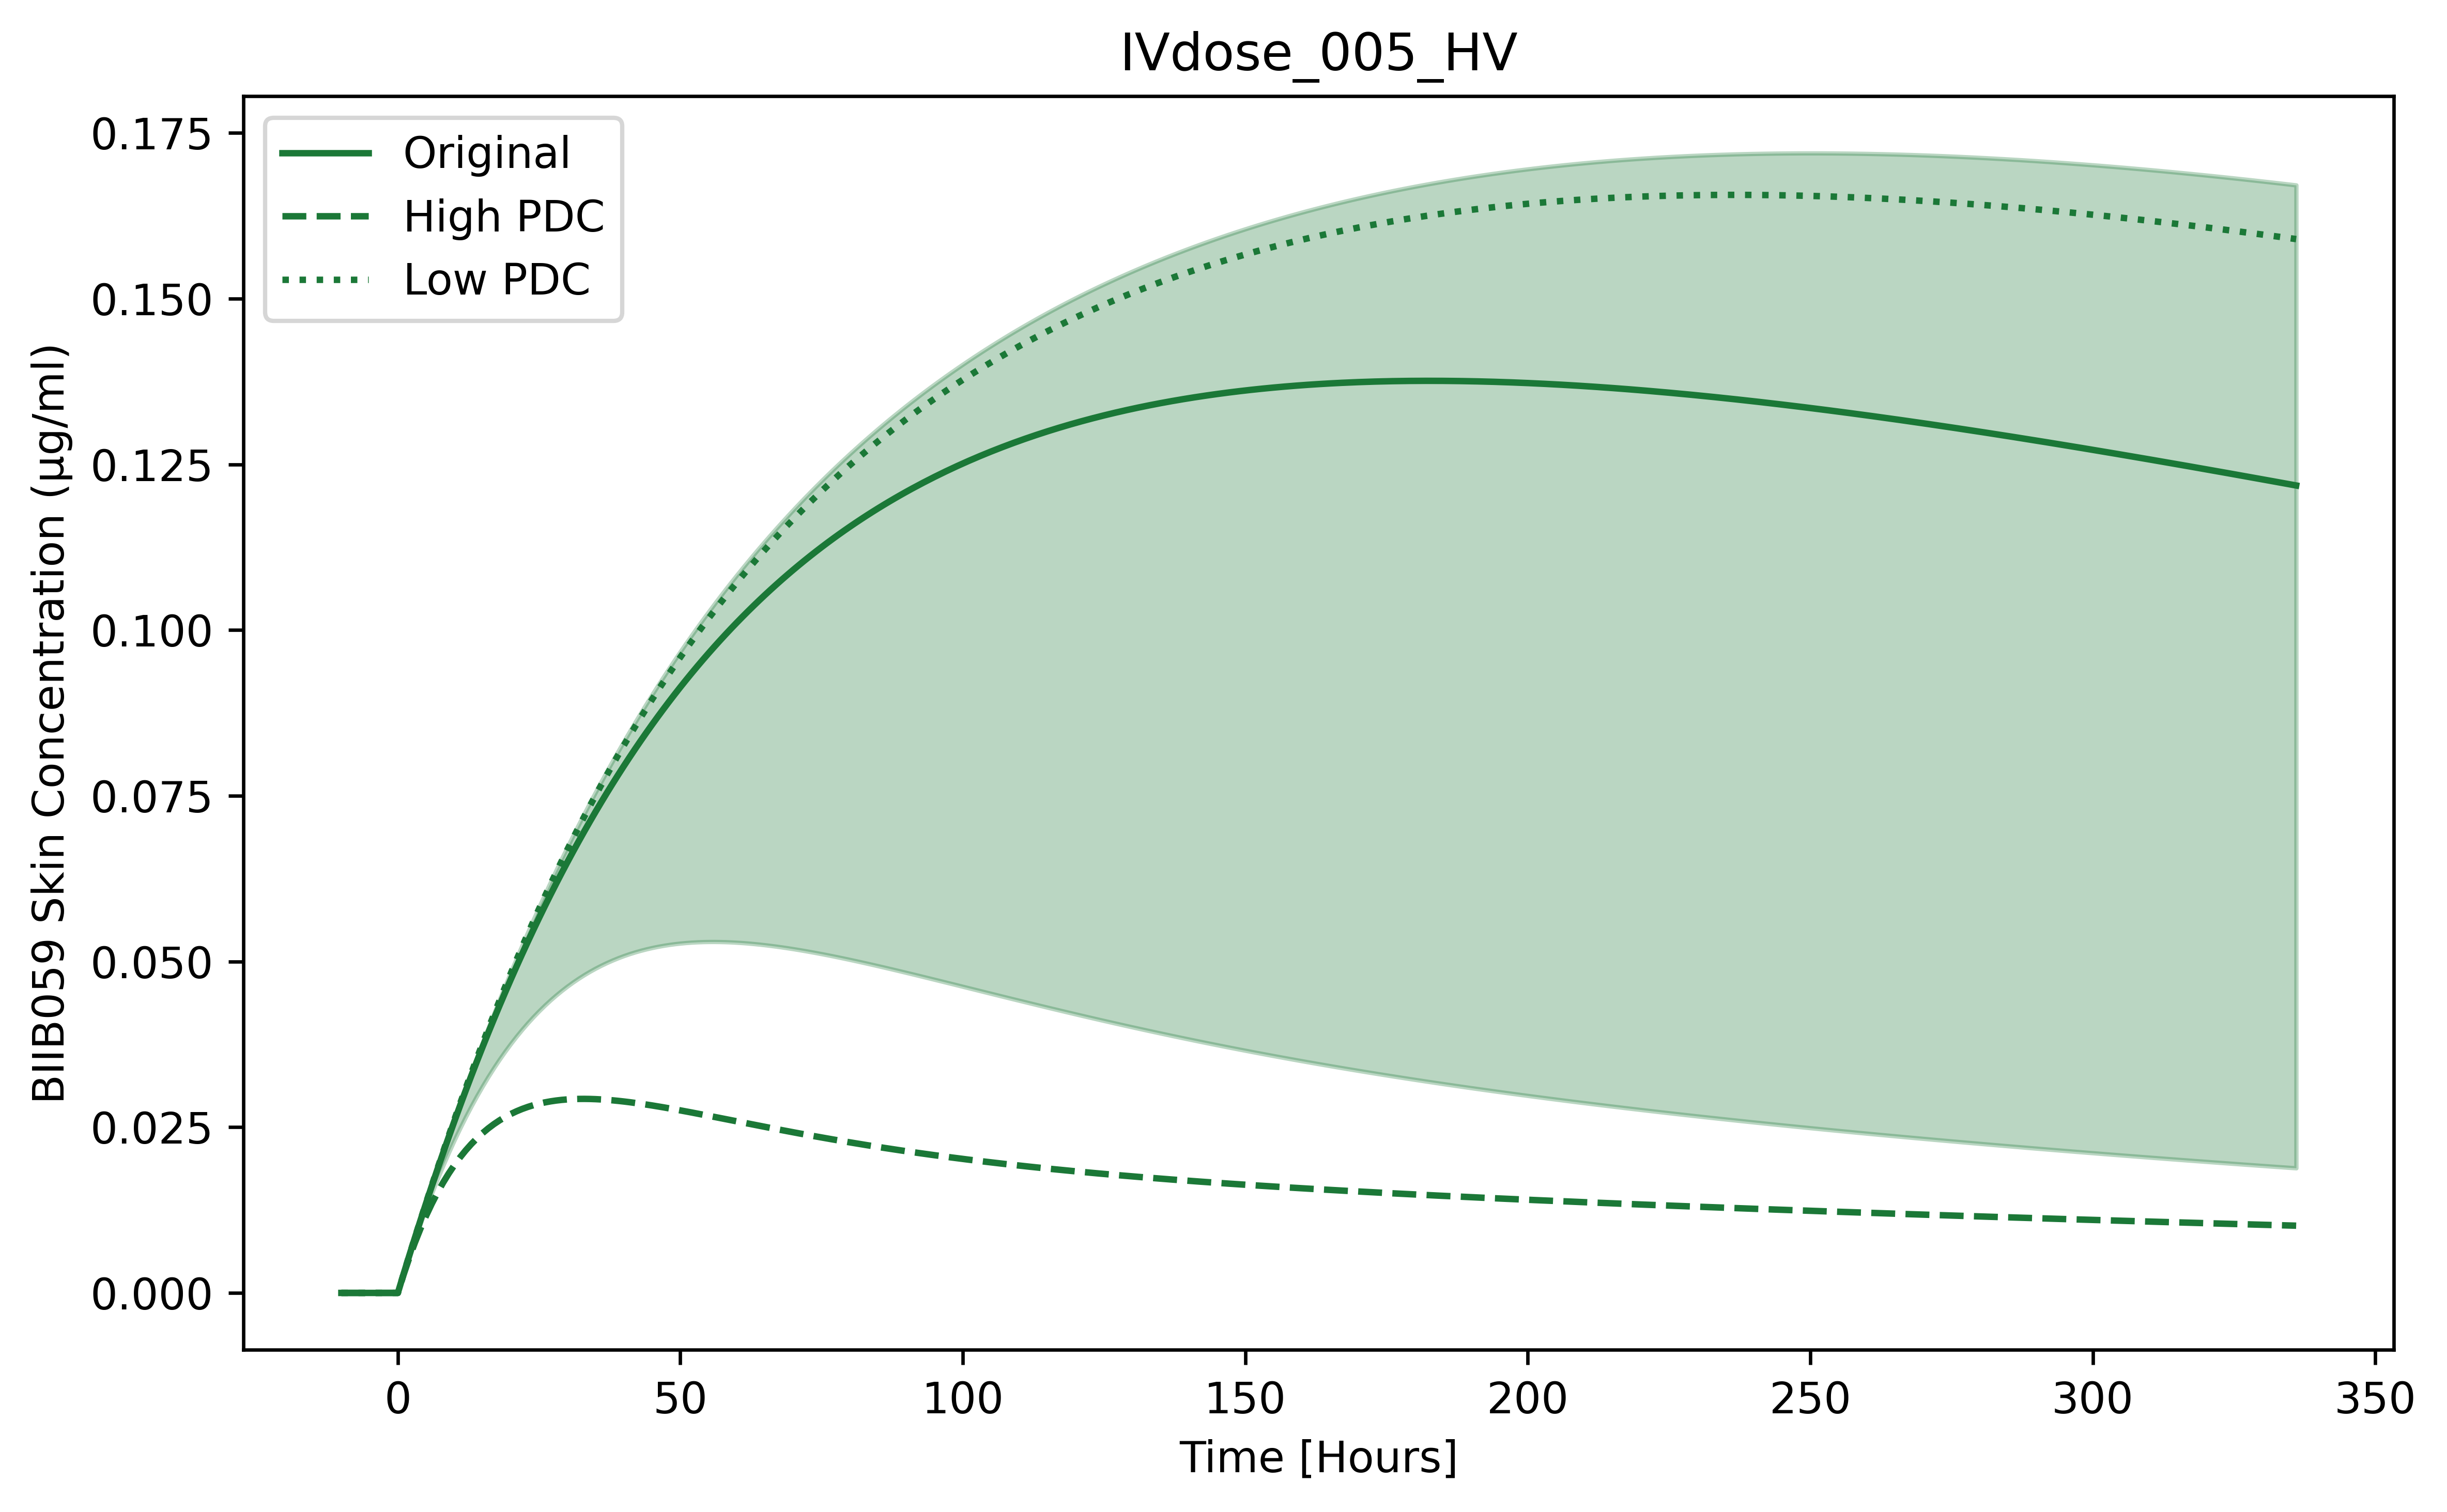 IVdose_005_HV
Original
High PDC
Low PDC
BIIB059 Skin Concentration (µg/ml)
0.175
0.150
0.125
0.100
0.075
0.050
0.025
0.000
0 50 100 150 200 250 300 350
Time [Hours]